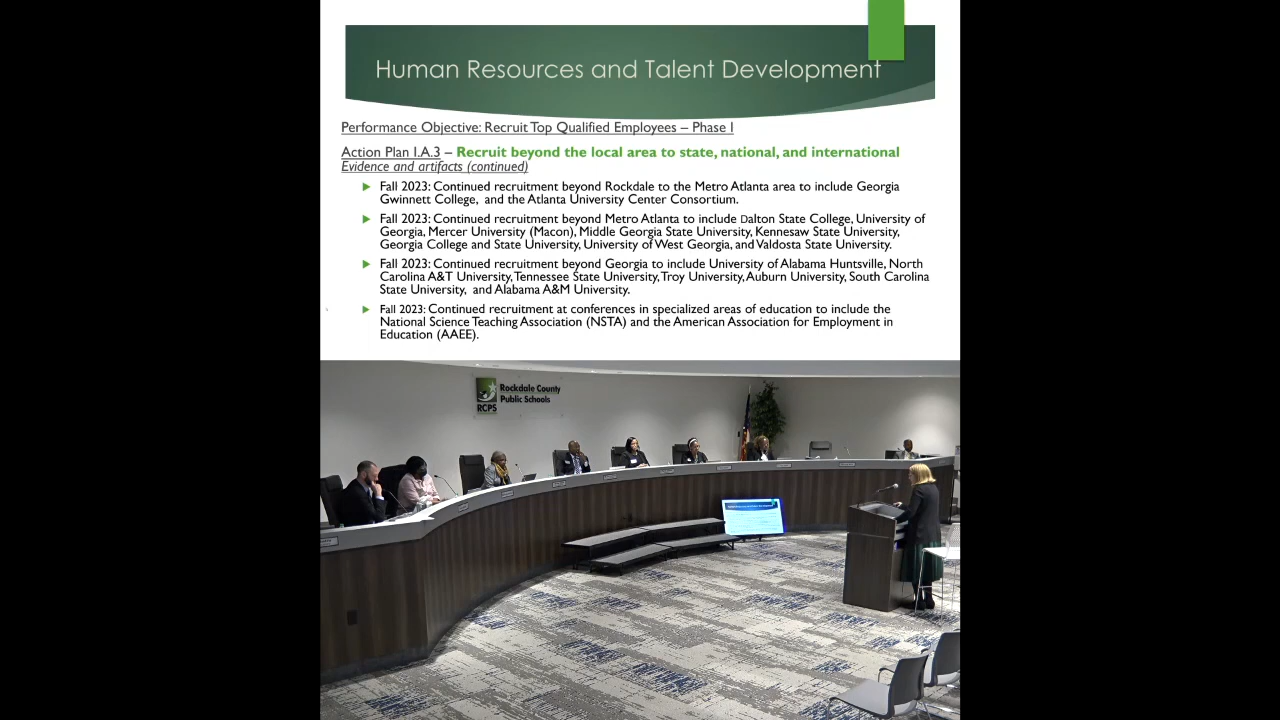 Human Resources and Talent Development
Performance Objective: Recruit Top Qualified Employees – Phase I
Action Plan I.A.3 – Recruit beyond the local area to state, national, and international
Evidence and artifacts (continued)
Fall 2023: Continued recruitment beyond Rockdale to the Metro Atlanta area to include Georgia
Gwinnett College, and the Atlanta University Center Consortium.
Fall 2023: Continued recruitment beyond Metro Atlanta to include Dalton State College, University of
Georgia, Mercer University (Macon), Middle Georgia State University, Kennesaw State University,
Georgia College and State University, University of West Georgia, and Valdosta State University.
Fall 2023: Continued recruitment beyond Georgia to include University of Alabama Huntsville, North
Carolina A&T University, Tennessee State University, Troy University, Auburn University, South Carolina
State University, and Alabama A&M University.
Fall 2023: Continued recruitment at conferences in specialized areas of education to include the
National Science Teaching Association (NSTA) and the American Association for Employment in
Education (AAEE).
Rockdale County
Public Schools
RCPS